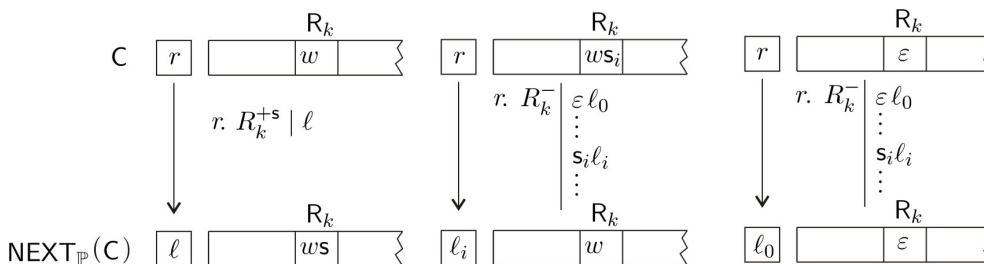 R_k R_k R_k
C r w r ws_i r ε
r. R_k^{+s} | ℓ r. R_k^- | ε ℓ_0 r. R_k^- | ε ℓ_0
⋮ ⋮
s_i ℓ_i s_i ℓ_i
⋮ ⋮
R_k R_k R_k
NEXT_ℙ(C) ℓ ws ℓ_i w ℓ_0 ε